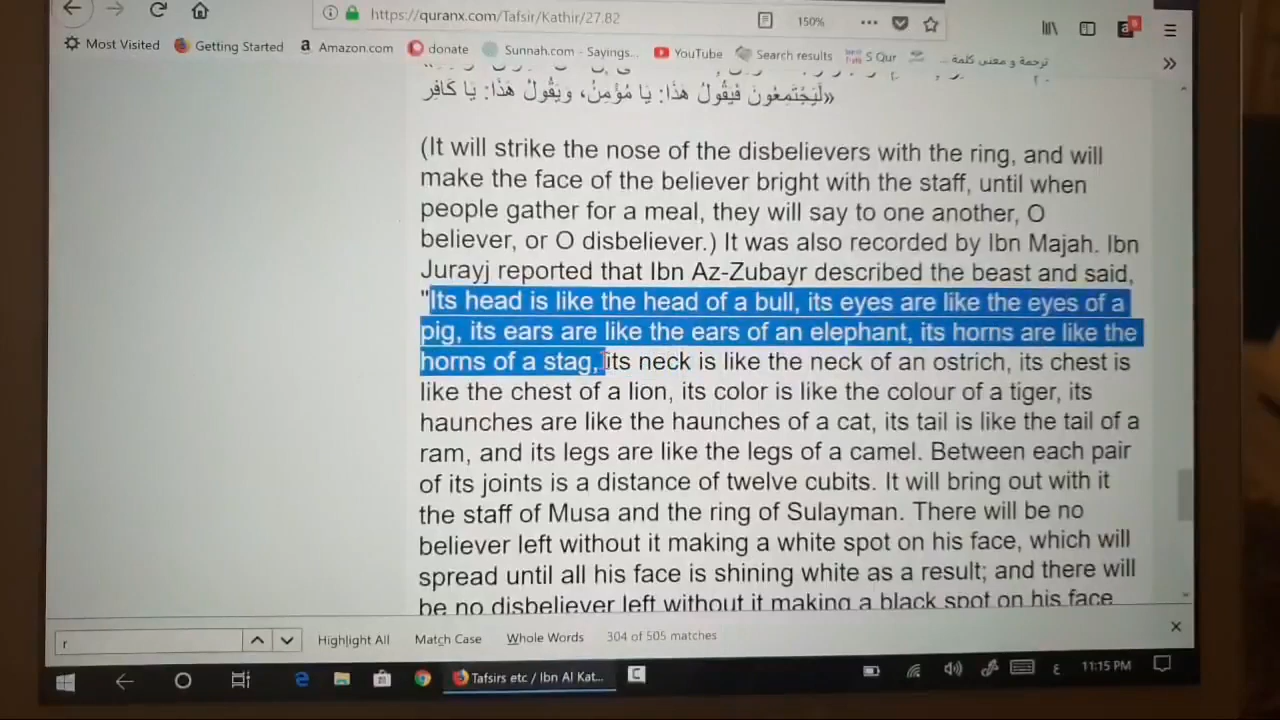 https://quranx.com/Tafsir/Kathir/27.82
150%
Most Visited
Getting Started
Amazon.com
donate
Sunnah.com - Sayings...
YouTube
Search results
S Qur
ترجمة و معنى كلمة ...
«لَيَجْتَمِعُونَ فَيَقُولُ هَذَا: يَا مُؤْمِنُ، وَيَقُولُ هَذَا: يَا كَافِر
(It will strike the nose of the disbelievers with the ring, and will
make the face of the believer bright with the staff, until when
people gather for a meal, they will say to one another, O
believer, or O disbeliever.) It was also recorded by Ibn Majah. Ibn
Jurayj reported that Ibn Az-Zubayr described the beast and said,
"Its head is like the head of a bull, its eyes are like the eyes of a
pig, its ears are like the ears of an elephant, its horns are like the
horns of a stag, its neck is like the neck of an ostrich, its chest is
like the chest of a lion, its color is like the colour of a tiger, its
haunches are like the haunches of a cat, its tail is like the tail of a
ram, and its legs are like the legs of a camel. Between each pair
of its joints is a distance of twelve cubits. It will bring out with it
the staff of Musa and the ring of Sulayman. There will be no
believer left without it making a white spot on his face, which will
spread until all his face is shining white as a result; and there will
be no disbeliever left without it making a black spot on his face
r
Highlight All
Match Case
Whole Words
304 of 505 matches
Tafsirs etc / Ibn Al Kat...
ع
11:15 PM